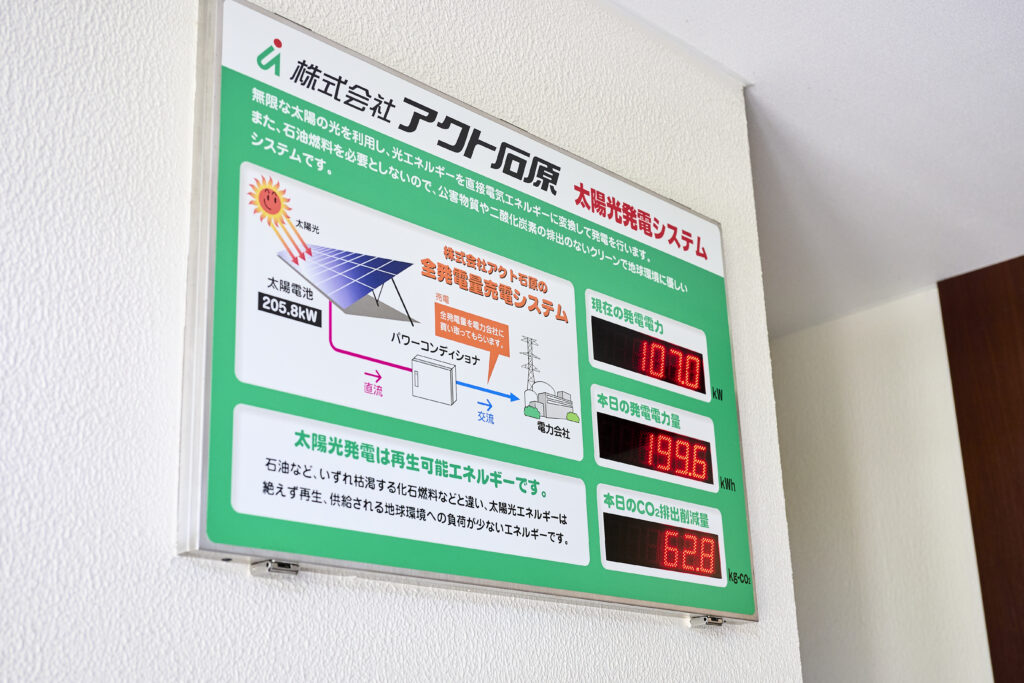 株式会社 アクト石原 太陽光発電システム
無限な太陽の光を利用し、光エネルギーを直接電気エネルギーに変換して発電を行います。
また、石油燃料を必要としないので、公害物質や二酸化炭素の排出のないクリーンで地球環境に優しい
システムです。
太陽光
太陽電池
205.8kW
株式会社アクト石原の
全発電量売電システム
売電
全発電量を電力会社に
買い取ってもらいます。
パワーコンディショナ
直流
交流
電力会社
現在の発電電力
107.0 kW
本日の発電電力量
199.6 kWh
本日のCO₂排出削減量
62.8 kg-co₂
太陽光発電は再生可能エネルギーです。
石油など、いずれ枯渇する化石燃料などと違い、太陽光エネルギーは
絶えず再生、供給される地球環境への負荷が少ないエネルギーです。